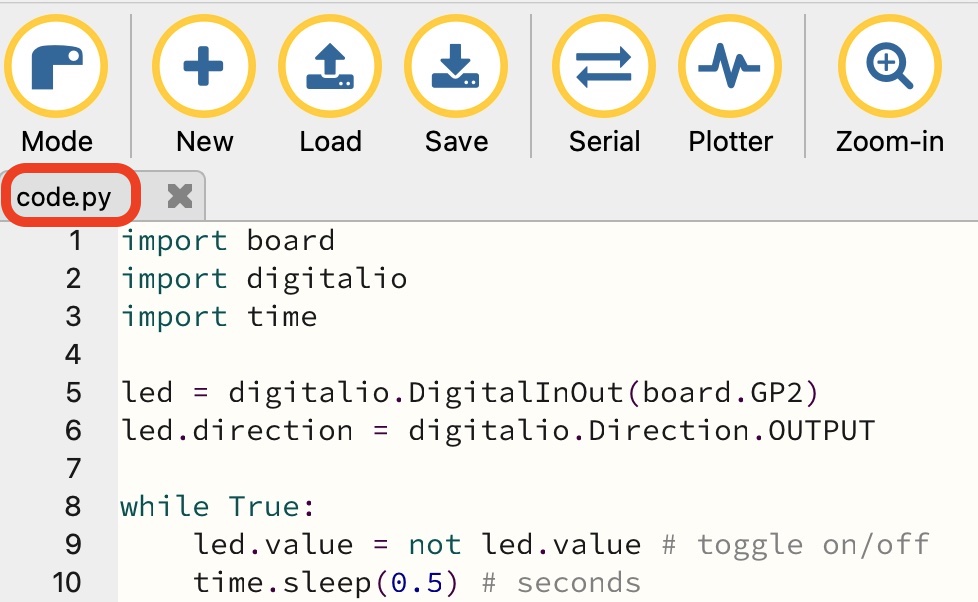 Mode New Load Save Serial Plotter Zoom-in
code.py
1 import board
2 import digitalio
3 import time
4
5 led = digitalio.DigitalInOut(board.GP2)
6 led.direction = digitalio.Direction.OUTPUT
7
8 while True:
9     led.value = not led.value # toggle on/off
10     time.sleep(0.5) # seconds